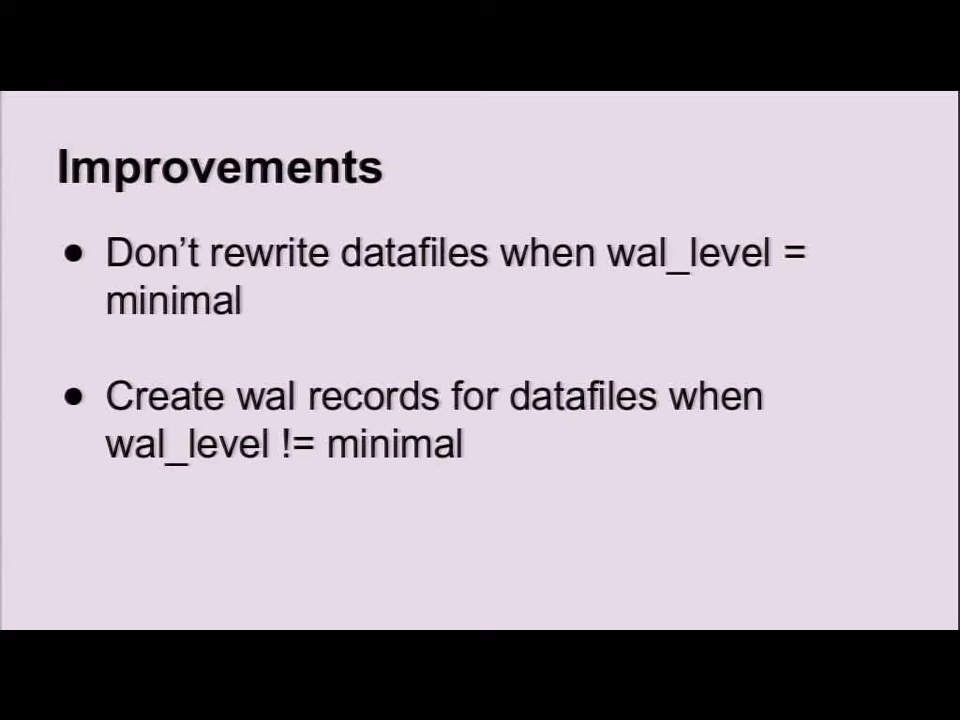 Improvements
● Don’t rewrite datafiles when wal_level =
minimal
● Create wal records for datafiles when
wal_level != minimal